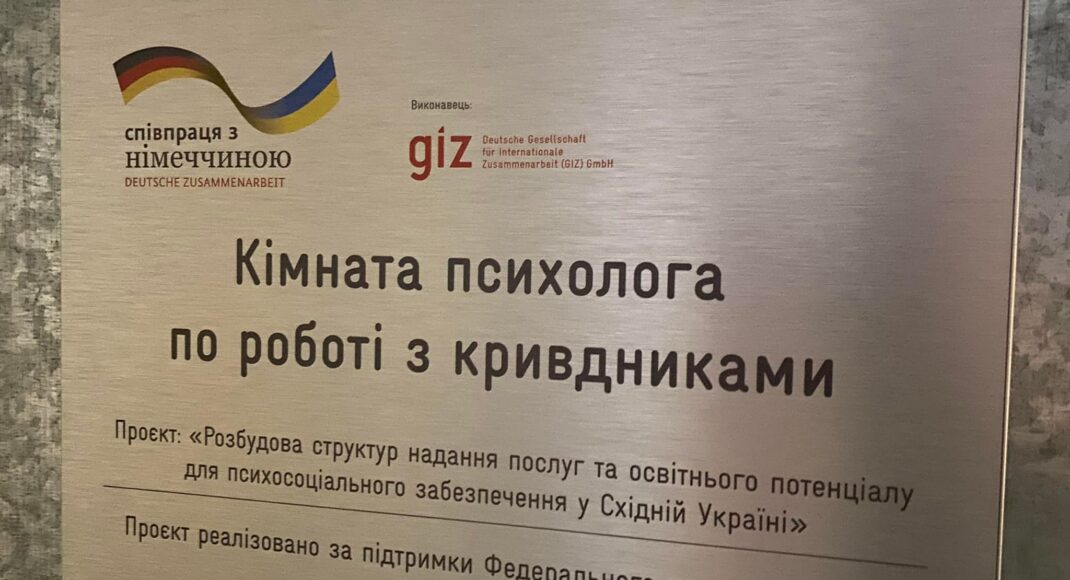 співпраця з
німеччиною
DEUTSCHE ZUSAMMENARBEIT
Виконавець:
giz
Deutsche Gesellschaft
für Internationale
Zusammenarbeit (GIZ) GmbH
Кімната психолога
по роботі з кривдниками
Проєкт: «Розбудова структур надання послуг та освітнього потенціалу
для психосоціального забезпечення у Східній Україні»
Проєкт реалізовано за підтримки Федерального